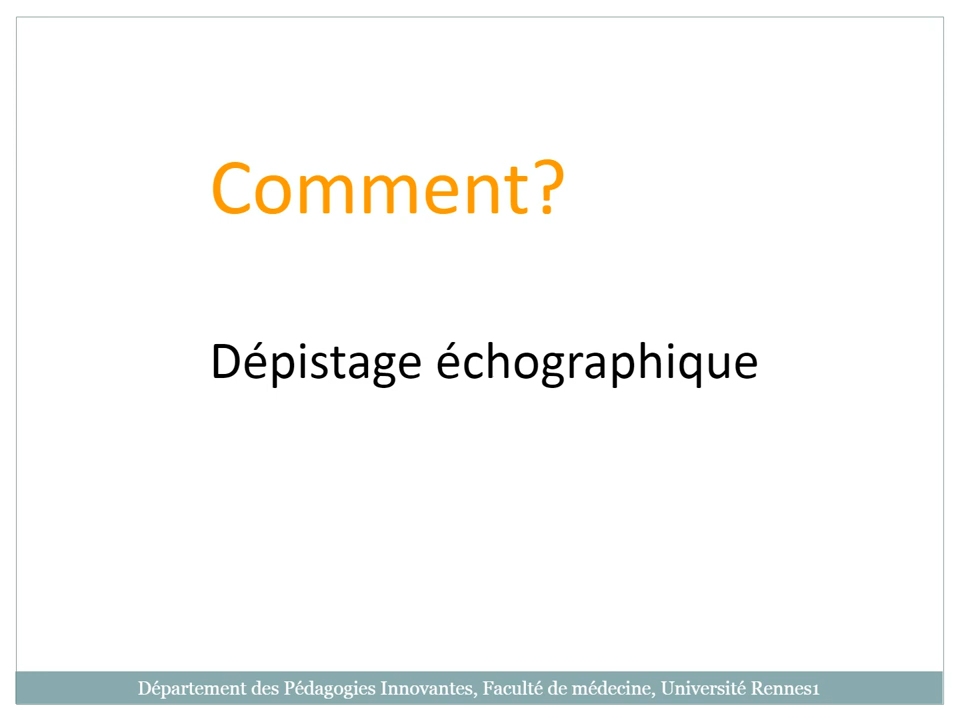 Comment?
Dépistage échographique
Département des Pédagogies Innovantes, Faculté de médecine, Université Rennes1